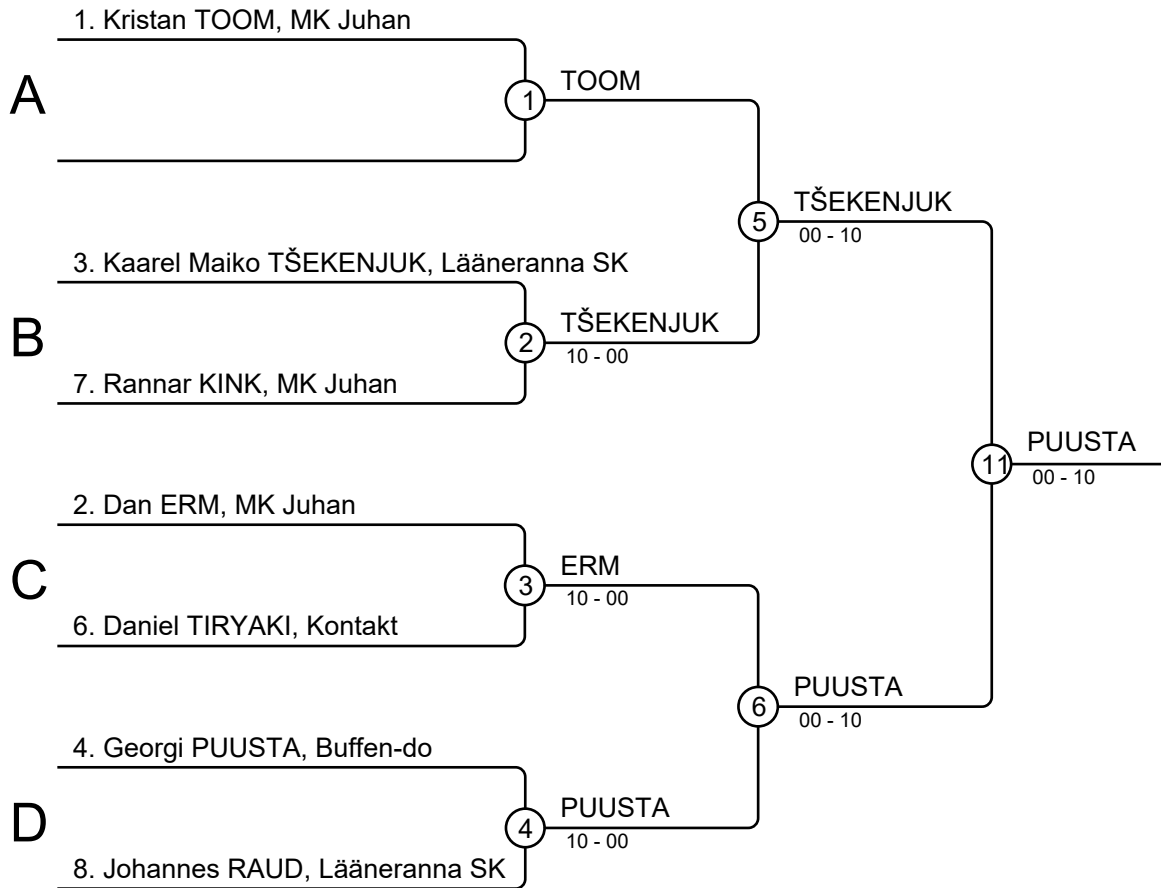 1. Kristan TOOM, MK Juhan
A
1
TOOM
5
TŠEKENJUK
00 - 10
3. Kaarel Maiko TŠEKENJUK, Lääneranna SK
B
2
TŠEKENJUK
10 - 00
7. Rannar KINK, MK Juhan
11
PUUSTA
00 - 10
2. Dan ERM, MK Juhan
C
3
ERM
10 - 00
6. Daniel TIRYAKI, Kontakt
6
PUUSTA
00 - 10
4. Georgi PUUSTA, Buffen-do
D
4
PUUSTA
10 - 00
8. Johannes RAUD, Lääneranna SK